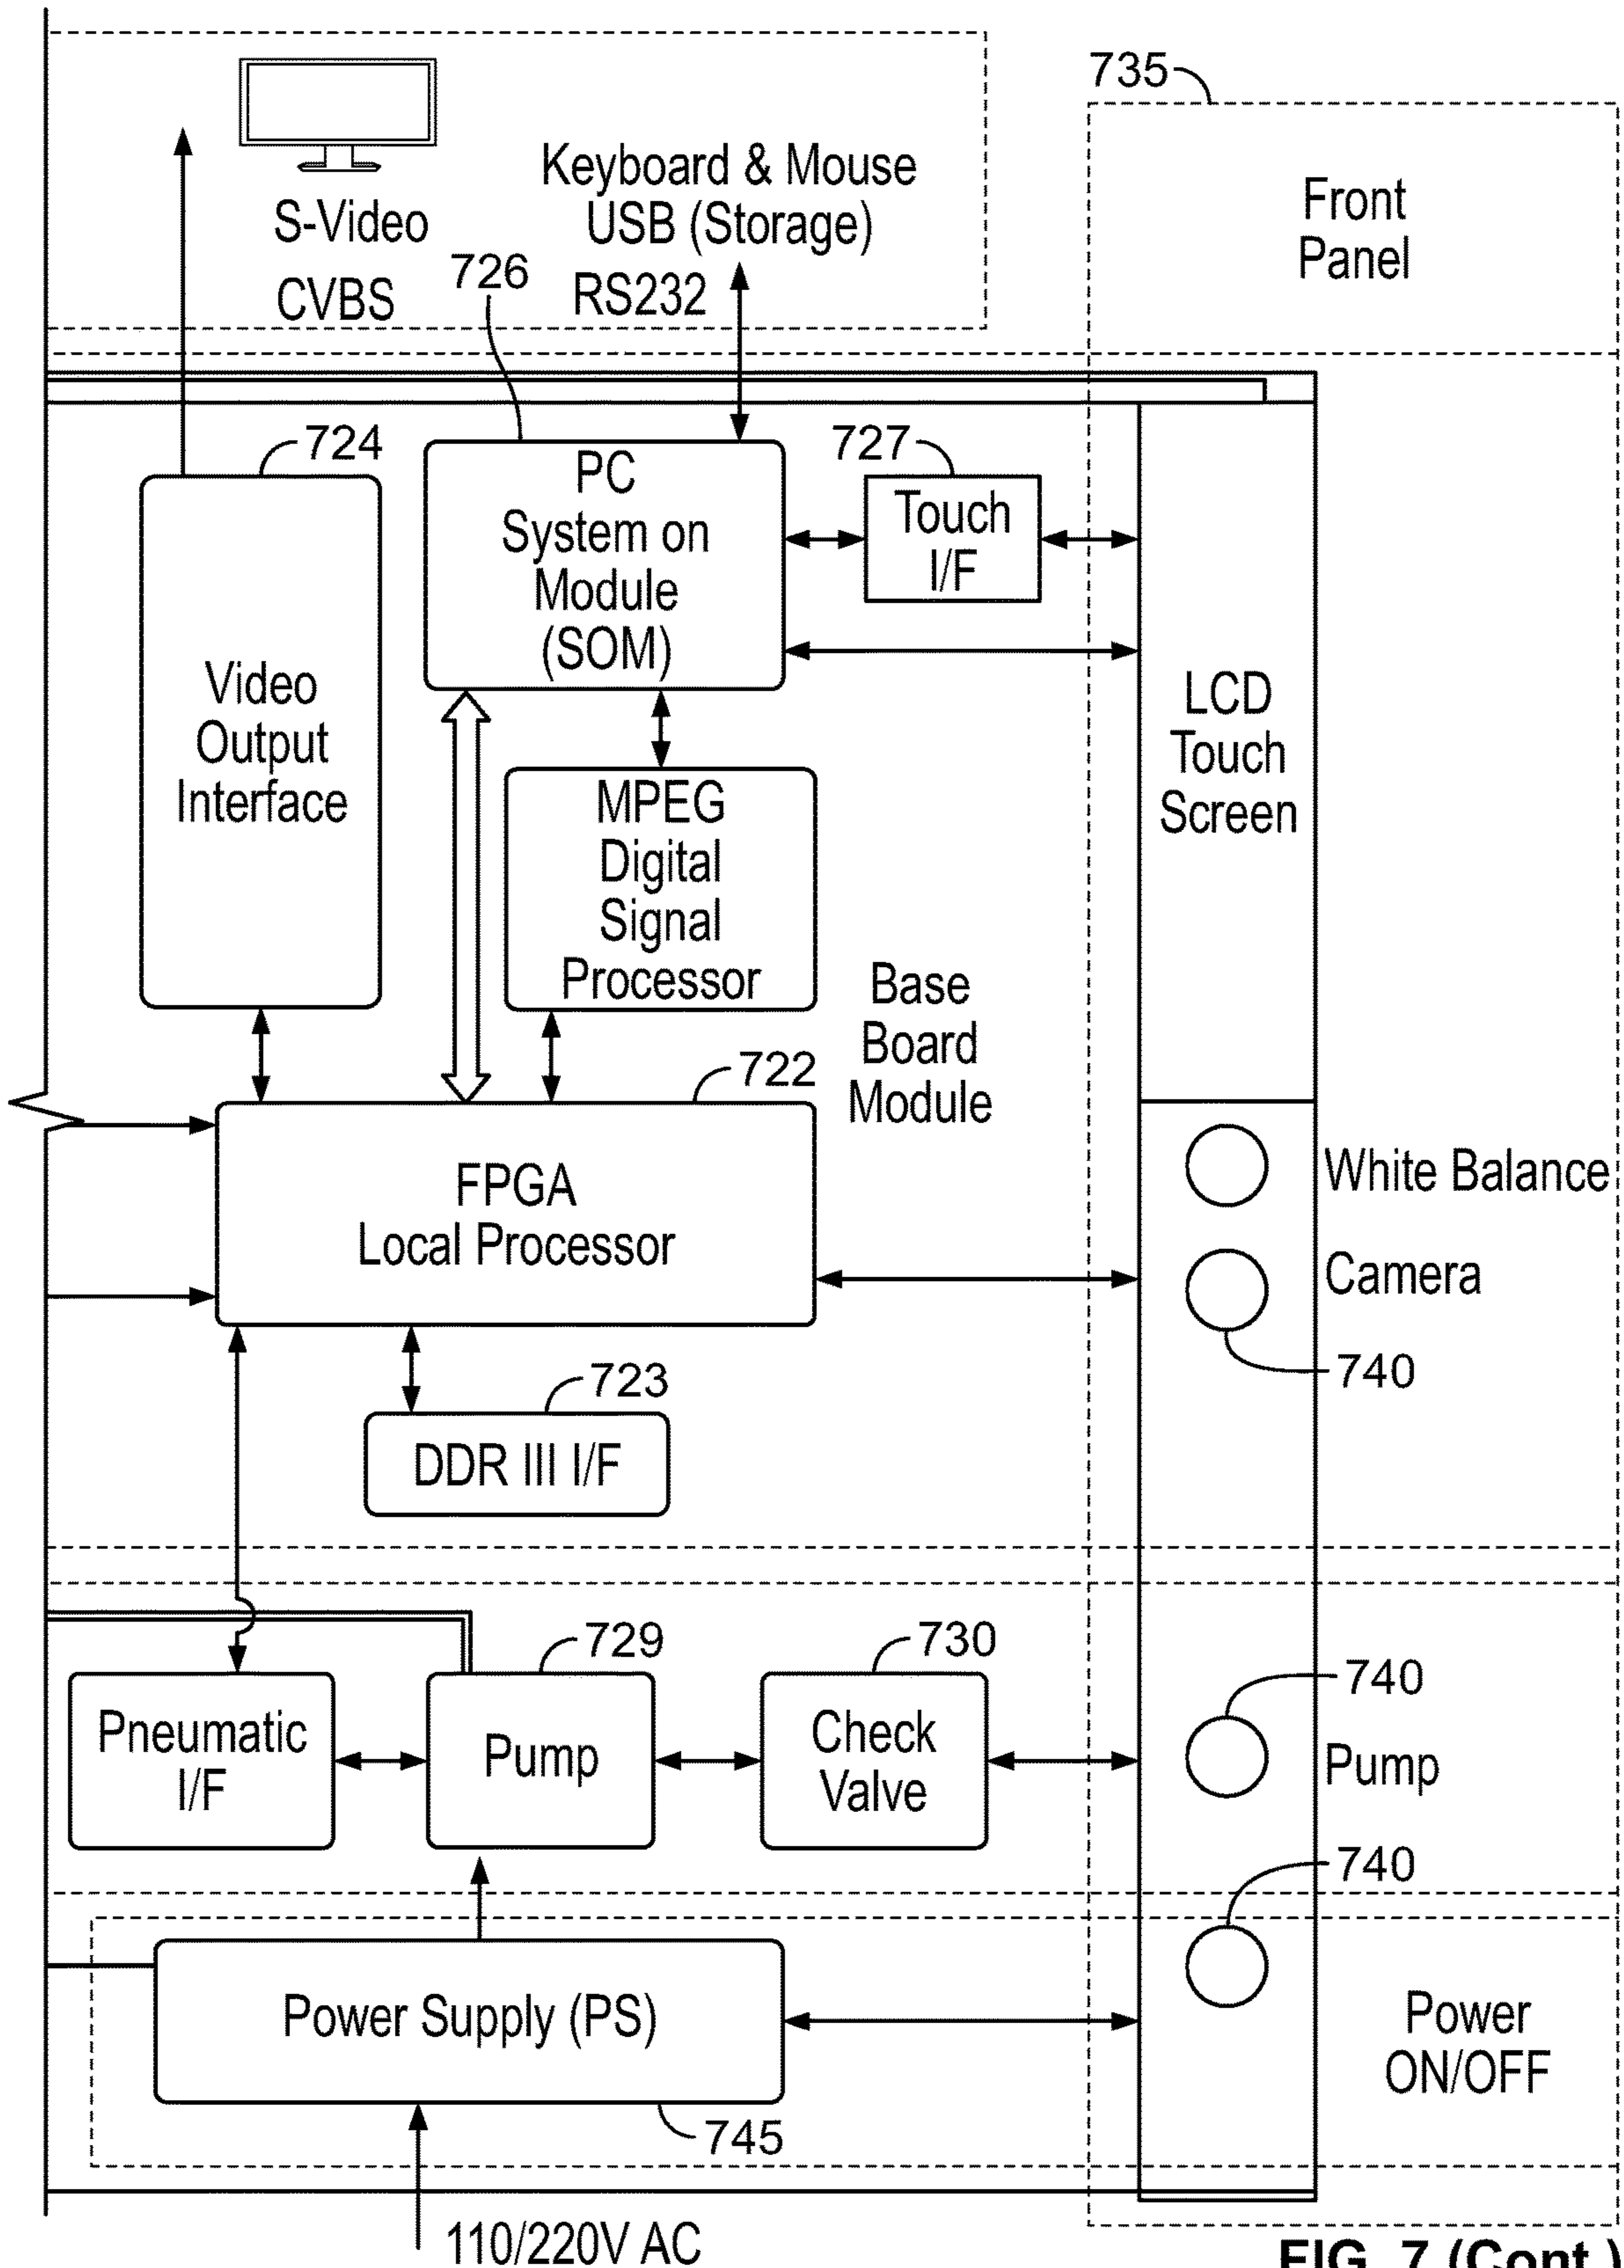 735
Front
Panel
S-Video
CVBS
Keyboard & Mouse
USB (Storage)
RS232
726
724
727
PC
System on
Module
(SOM)
Touch
I/F
Video
Output
Interface
LCD
Touch
Screen
MPEG
Digital
Signal
Processor
Base
Board
Module
722
FPGA
Local Processor
White Balance
Camera
740
723
DDR III I/F
729
730
740
Pneumatic
I/F
Pump
Check
Valve
Pump
740
Power Supply (PS)
Power
ON/OFF
745
110/220V AC
FIG. 7 (Cont.)